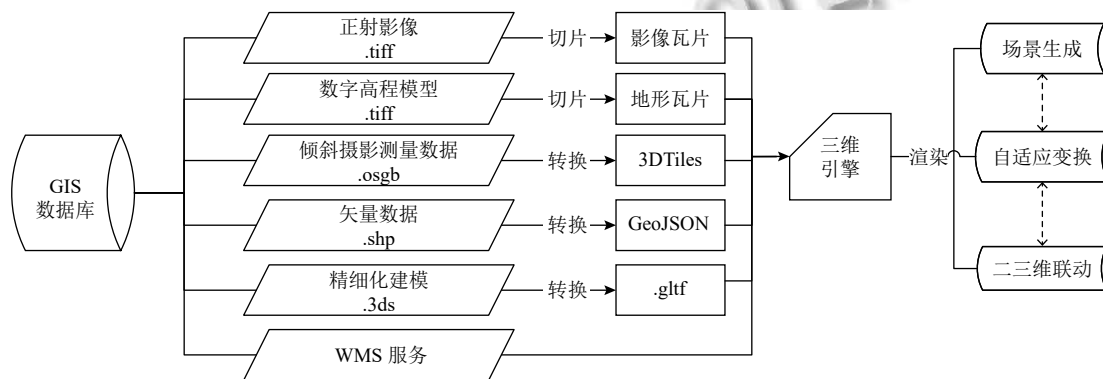 GIS
数据库
正射影像
.tiff
切片
影像瓦片
数字高程模型
.tiff
切片
地形瓦片
倾斜摄影测量数据
.osgb
转换
3DTiles
矢量数据
.shp
转换
GeoJSON
精细化建模
.3ds
转换
.gltf
WMS 服务
三维
引擎
渲染
场景生成
自适应变换
二三维联动